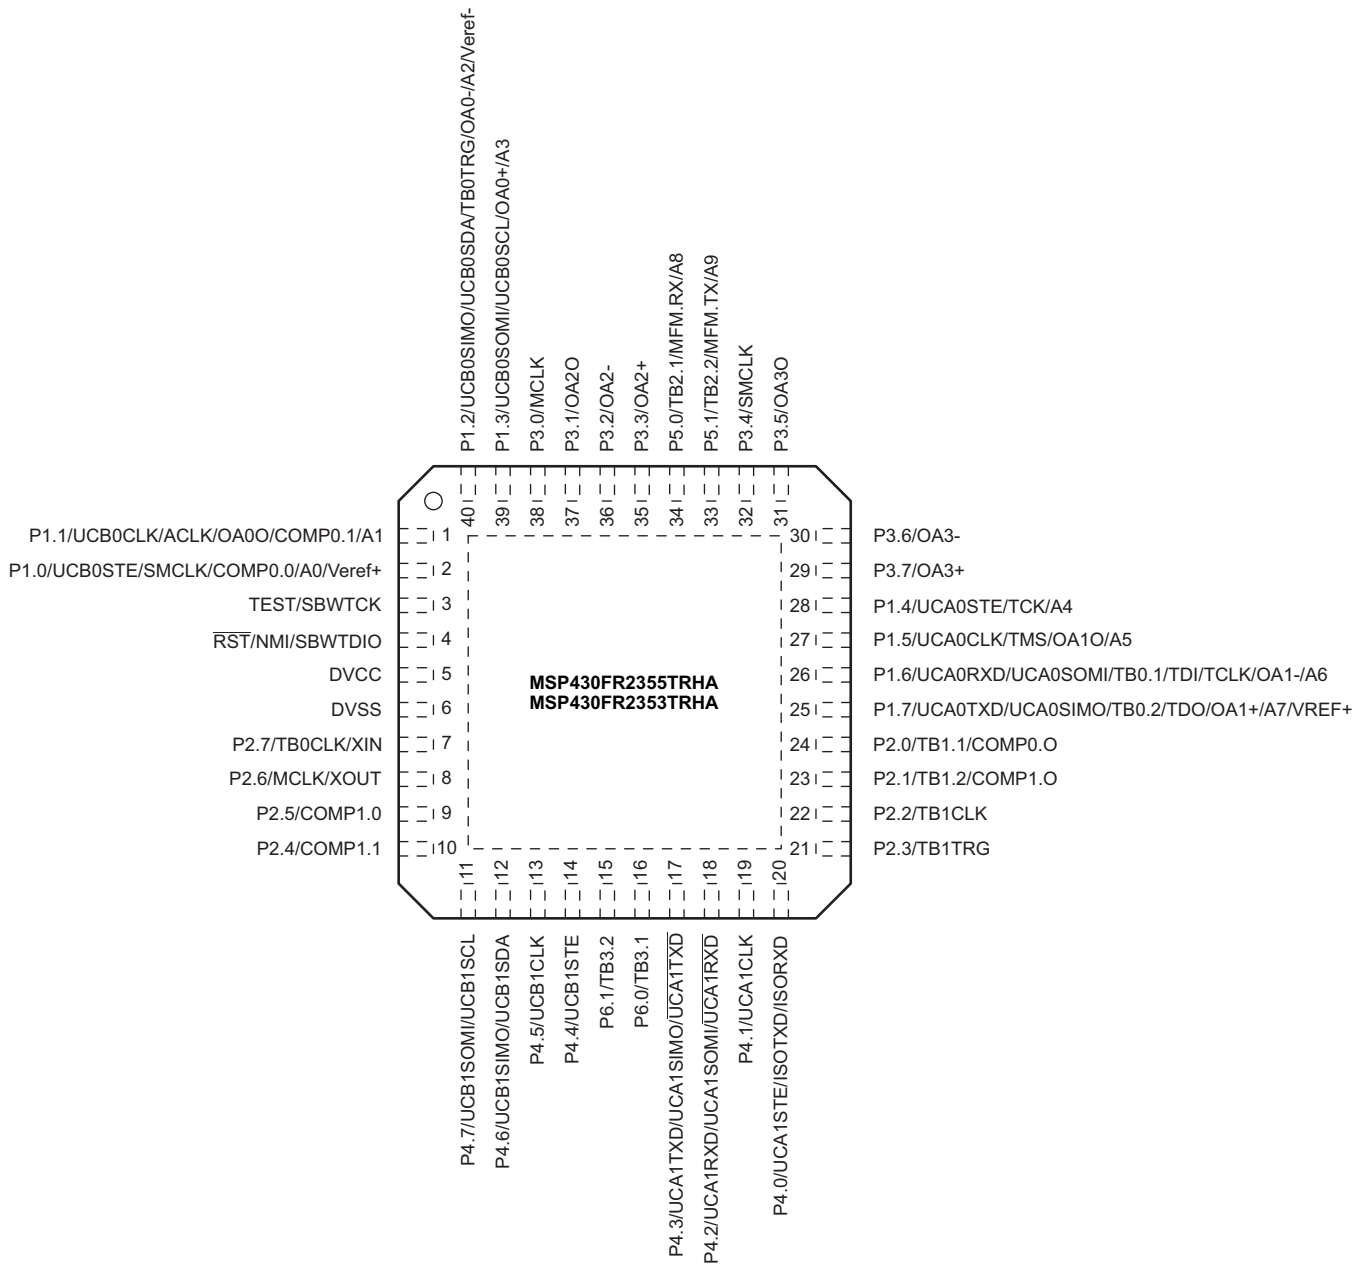 P1.2/UCB0SIMO/UCB0SDA/TB0TRG/OA0-/A2/Veref-
P1.3/UCB0SOMI/UCB0SCL/OA0+/A3
P3.0/MCLK
P3.1/OA2O
P3.2/OA2-
P3.3/OA2+
P5.0/TB2.1/MFM.RX/A8
P5.1/TB2.2/MFM.TX/A9
P3.4/SMCLK
P3.5/OA3O
40
39
38
37
36
35
34
33
32
31
P1.1/UCB0CLK/ACLK/OA0O/COMP0.1/A1 1
P1.0/UCB0STE/SMCLK/COMP0.0/A0/Veref+ 2
TEST/SBWTCK 3
RST/NMI/SBWTDIO 4
DVCC 5
DVSS 6
P2.7/TB0CLK/XIN 7
P2.6/MCLK/XOUT 8
P2.5/COMP1.0 9
P2.4/COMP1.1 10
MSP430FR2355TRHA
MSP430FR2353TRHA
30 P3.6/OA3-
29 P3.7/OA3+
28 P1.4/UCA0STE/TCK/A4
27 P1.5/UCA0CLK/TMS/OA1O/A5
26 P1.6/UCA0RXD/UCA0SOMI/TB0.1/TDI/TCLK/OA1-/A6
25 P1.7/UCA0TXD/UCA0SIMO/TB0.2/TDO/OA1+/A7/VREF+
24 P2.0/TB1.1/COMP0.O
23 P2.1/TB1.2/COMP1.O
22 P2.2/TB1CLK
21 P2.3/TB1TRG
11
12
13
14
15
16
17
18
19
20
P4.7/UCB1SOMI/UCB1SCL
P4.6/UCB1SIMO/UCB1SDA
P4.5/UCB1CLK
P4.4/UCB1STE
P6.1/TB3.2
P6.0/TB3.1
P4.3/UCA1TXD/UCA1SIMO/UCA1TXD
P4.2/UCA1RXD/UCA1SOMI/UCA1RXD
P4.1/UCA1CLK
P4.0/UCA1STE/ISOTXD/ISORXD